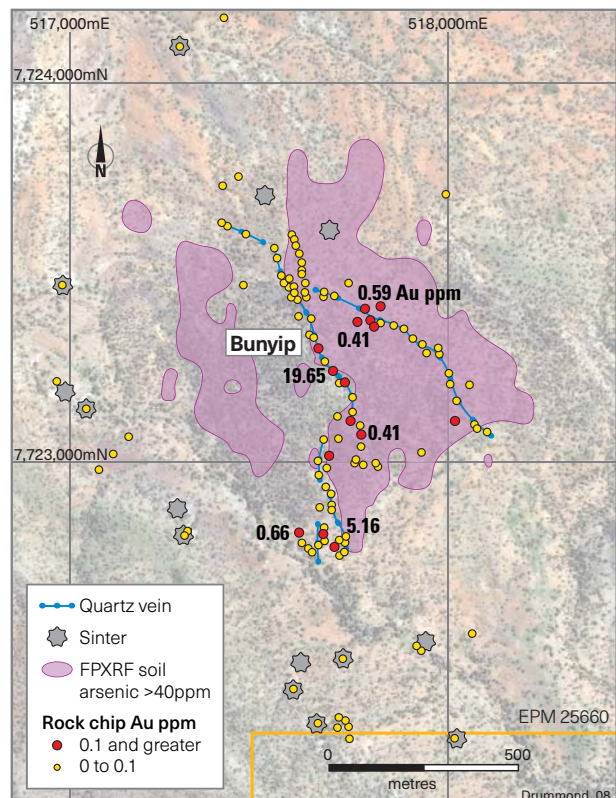 517,000mE 518,000mE
7,724,000mN
N
0.59 Au ppm
0.41
Bunyip
19.65
0.41
7,723,000mN
0.66
5.16
Quartz vein
Sinter
FPXRF soil
arsenic >40ppm
Rock chip Au ppm
0.1 and greater
0 to 0.1
EPM 25660
0 500
metres
Drummond_08